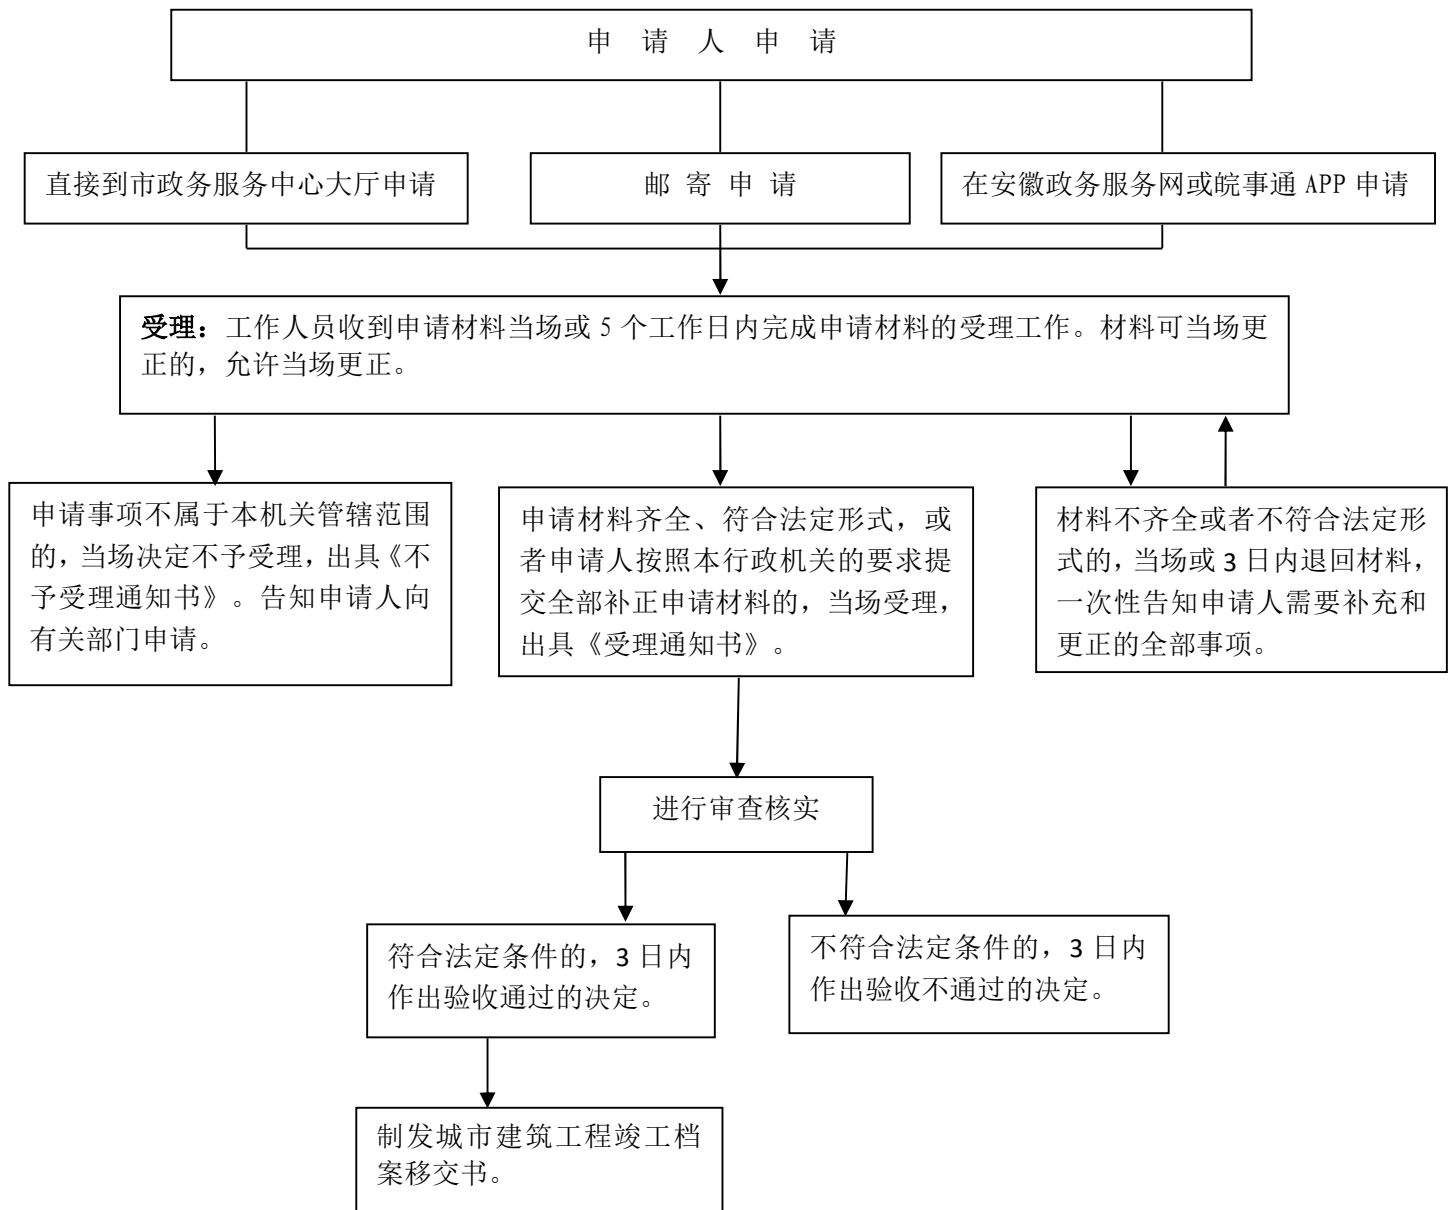 申 请 人 申 请
直接到市政务服务中心大厅申请
邮 寄 申 请
在安徽政务服务网或皖事通 APP 申请
受理：工作人员收到申请材料当场或 5 个工作日内完成申请材料的受理工作。材料可当场更
正的，允许当场更正。
申请事项不属于本机关管辖范围
的，当场决定不予受理，出具《不
予受理通知书》。告知申请人向
有关部门申请。
申请材料齐全、符合法定形式，或
者申请人按照本行政机关的要求提
交全部补正申请材料的，当场受理，
出具《受理通知书》。
材料不齐全或者不符合法定形
式的，当场或 3 日内退回材料，
一次性告知申请人需要补充和
更正的全部事项。
进行审查核实
符合法定条件的，3 日内
作出验收通过的决定。
不符合法定条件的，3 日内
作出验收不通过的决定。
制发城市建筑工程竣工档
案移交书。